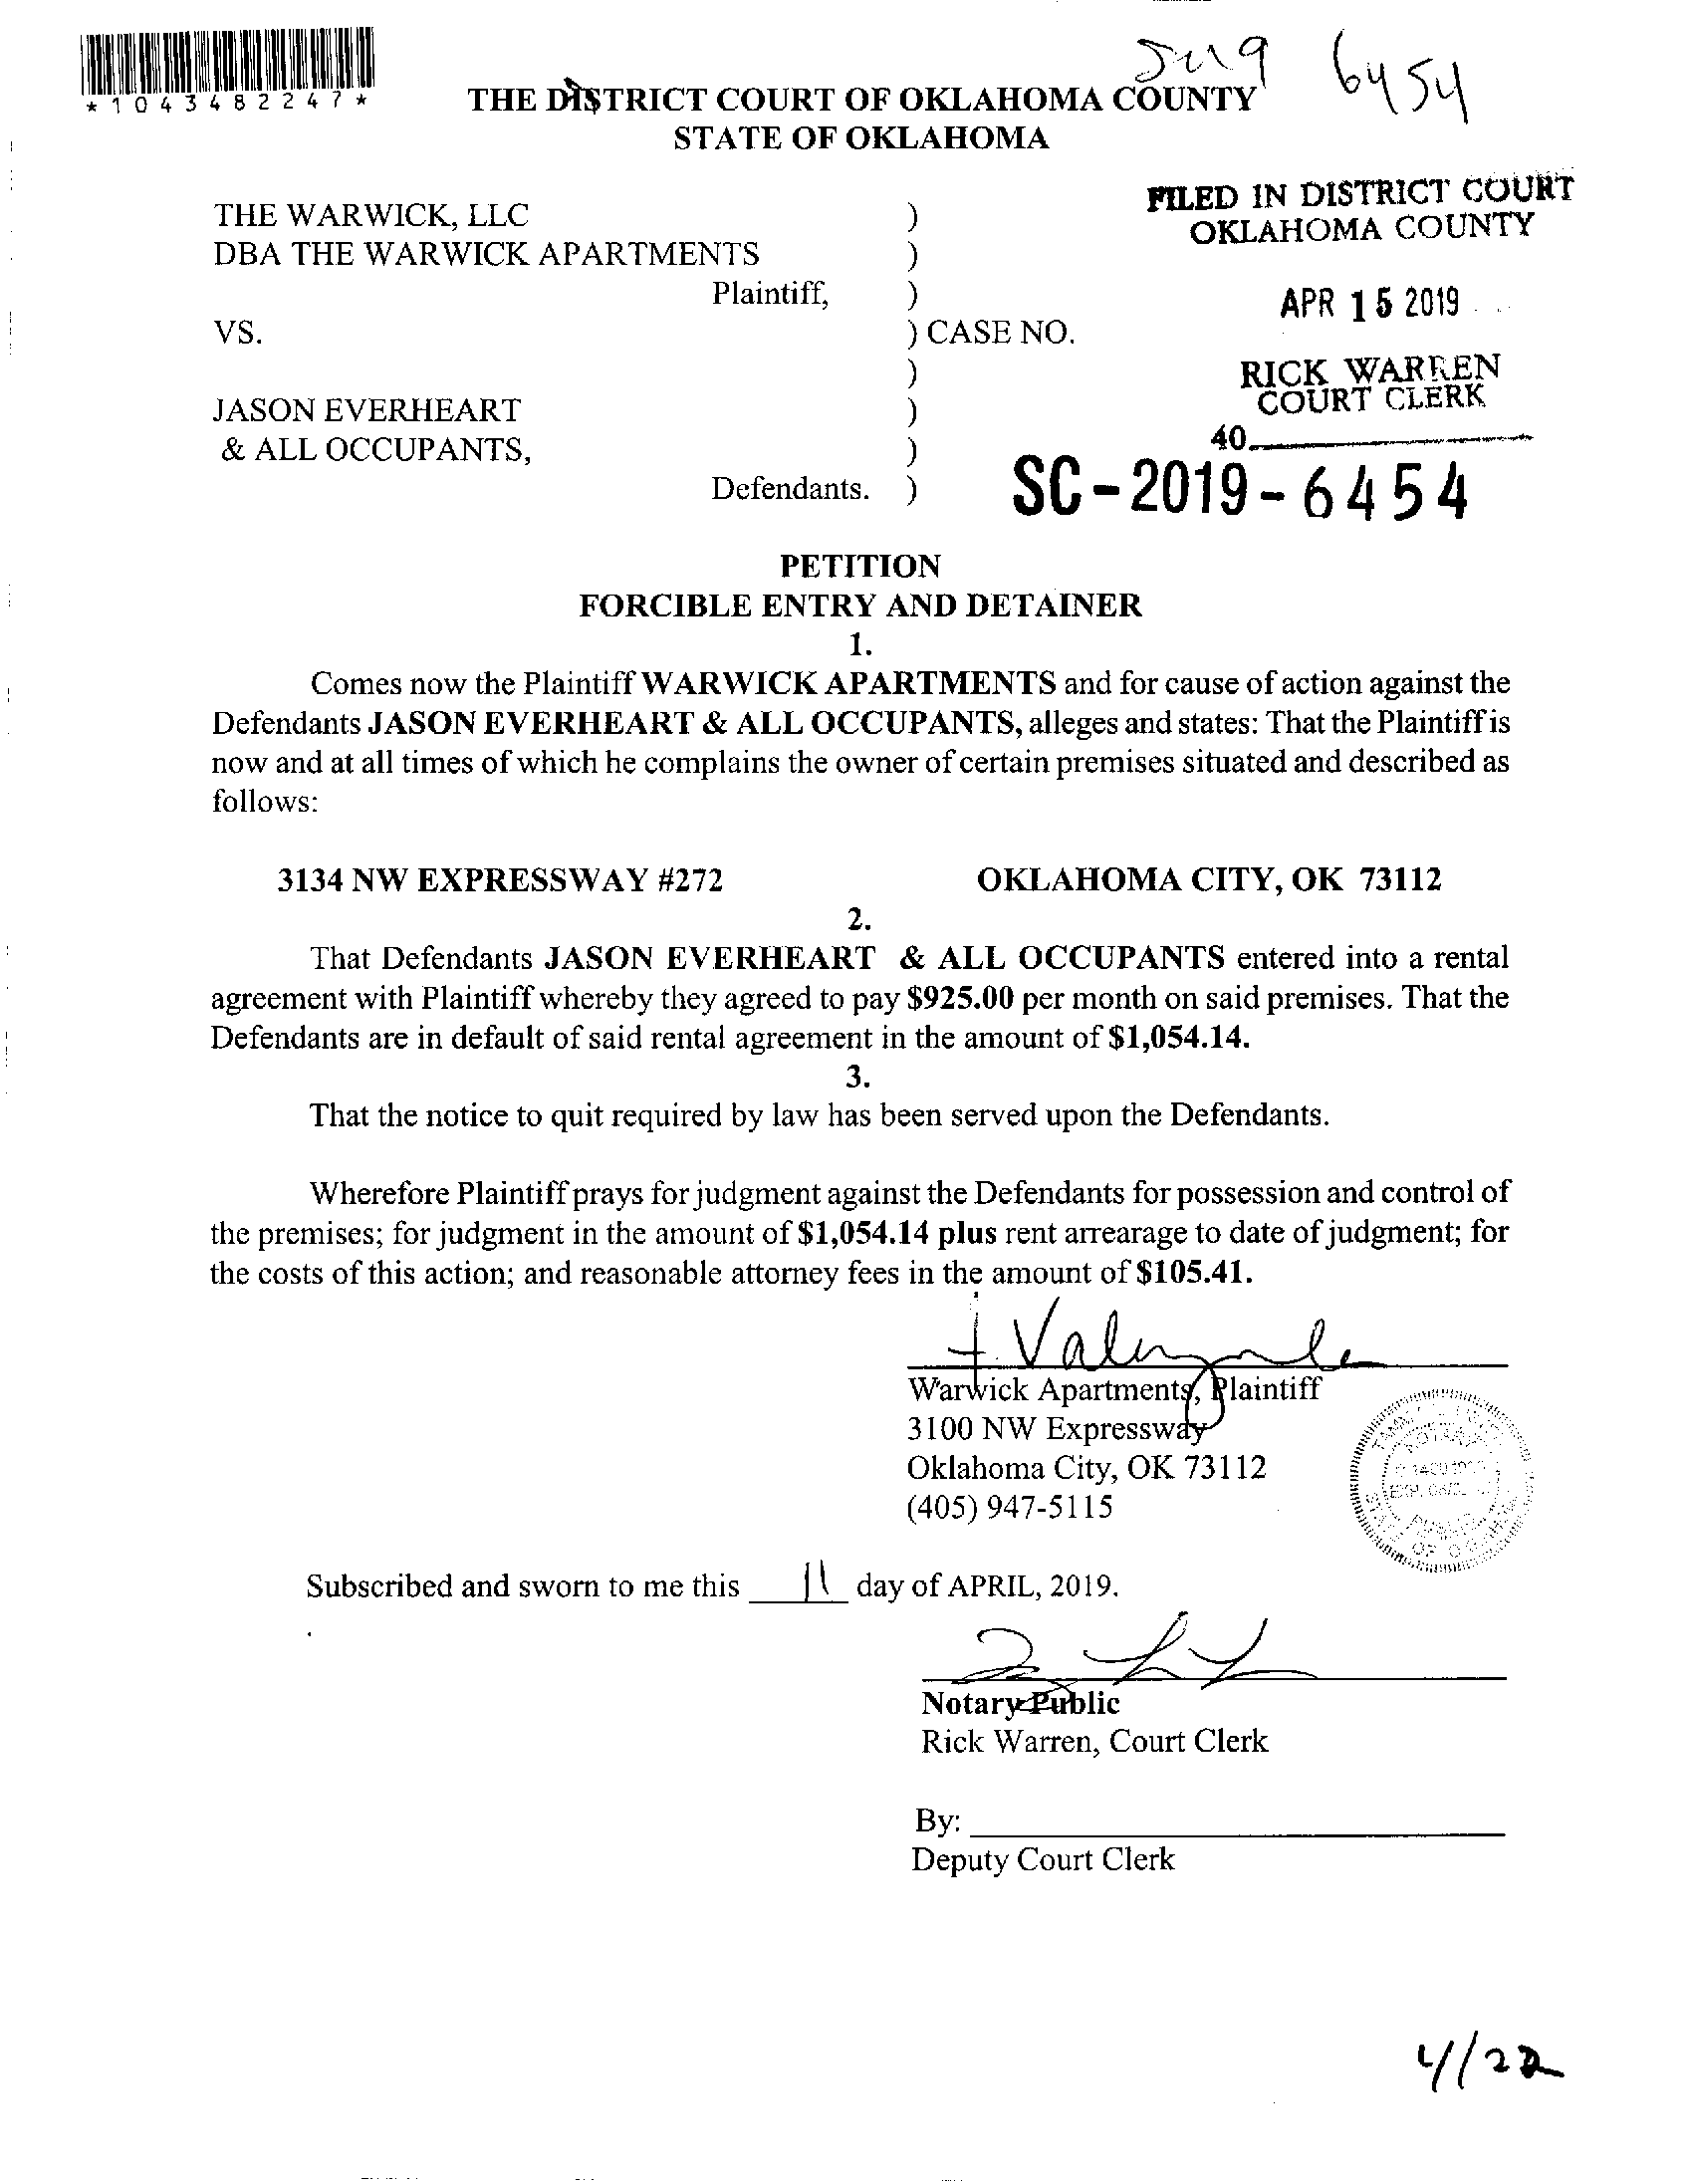 *1043482247*
6454
THE DISTRICT COURT OF OKLAHOMA COUNTY
STATE OF OKLAHOMA
FILED IN DISTRICT COURT
OKLAHOMA COUNTY
APR 15 2019
RICK WARREN
COURT CLERK
40
SC-2019-6454
THE WARWICK, LLC )
DBA THE WARWICK APARTMENTS )
Plaintiff, )
VS. ) CASE NO.
)
JASON EVERHEART )
& ALL OCCUPANTS, )
Defendants. )
PETITION
FORCIBLE ENTRY AND DETAINER
1.
Comes now the Plaintiff WARWICK APARTMENTS and for cause of action against the
Defendants JASON EVERHEART & ALL OCCUPANTS, alleges and states: That the Plaintiff is
now and at all times of which he complains the owner of certain premises situated and described as
follows:
3134 NW EXPRESSWAY #272 OKLAHOMA CITY, OK 73112
2.
That Defendants JASON EVERHEART & ALL OCCUPANTS entered into a rental
agreement with Plaintiff whereby they agreed to pay $925.00 per month on said premises. That the
Defendants are in default of said rental agreement in the amount of $1,054.14.
3.
That the notice to quit required by law has been served upon the Defendants.
Wherefore Plaintiff prays for judgment against the Defendants for possession and control of
the premises; for judgment in the amount of $1,054.14 plus rent arrearage to date of judgment; for
the costs of this action; and reasonable attorney fees in the amount of $105.41.
Warwick Apartments, Plaintiff
3100 NW Expressway
Oklahoma City, OK 73112
(405) 947-5115
Subscribed and sworn to me this 11 day of APRIL, 2019.
Notary Public
Rick Warren, Court Clerk
By:
Deputy Court Clerk
4/22